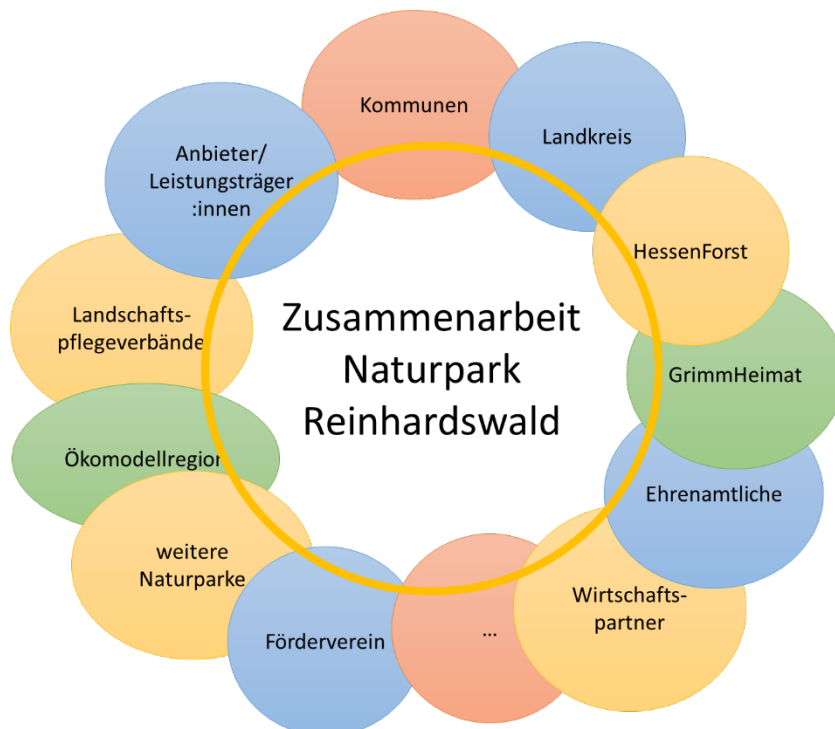 Kommunen
Landkreis
HessenForst
GrimmHeimat
Ehrenamtliche
Wirtschafts-
partner
...
Förderverein
weitere
Naturparke
Ökomodellregion
Landschafts-
pflegeverbände
Anbieter/
Leistungsträger
:innen
Zusammenarbeit
Naturpark
Reinhardswald